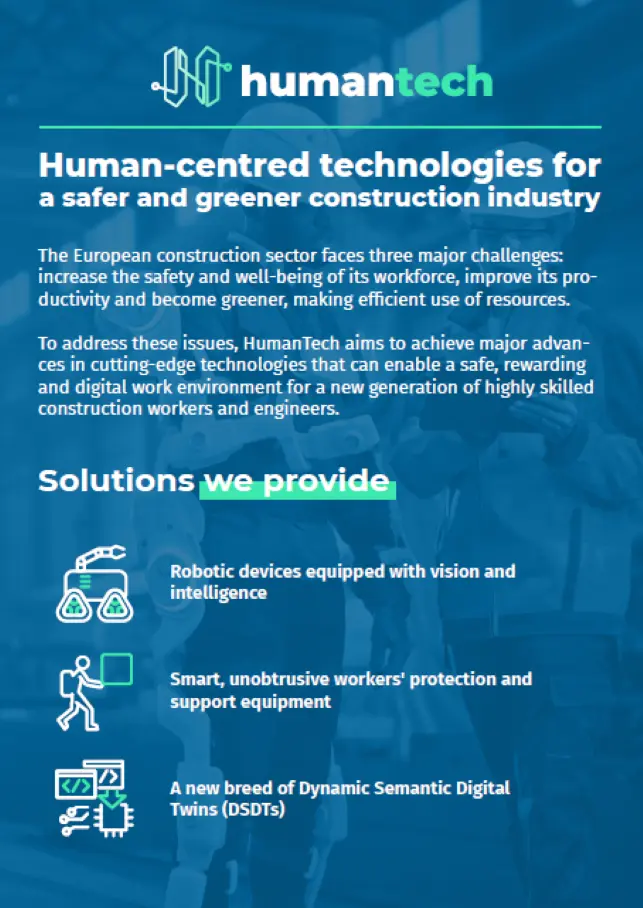 humantech
Human-centred technologies for
a safer and greener construction industry
The European construction sector faces three major challenges:
increase the safety and well-being of its workforce, improve its pro-
ductivity and become greener, making efficient use of resources.
To address these issues, HumanTech aims to achieve major advan-
ces in cutting-edge technologies that can enable a safe, rewarding
and digital work environment for a new generation of highly skilled
construction workers and engineers.
Solutions we provide
Robotic devices equipped with vision and
intelligence
Smart, unobtrusive workers' protection and
support equipment
A new breed of Dynamic Semantic Digital
Twins (DSDTs)